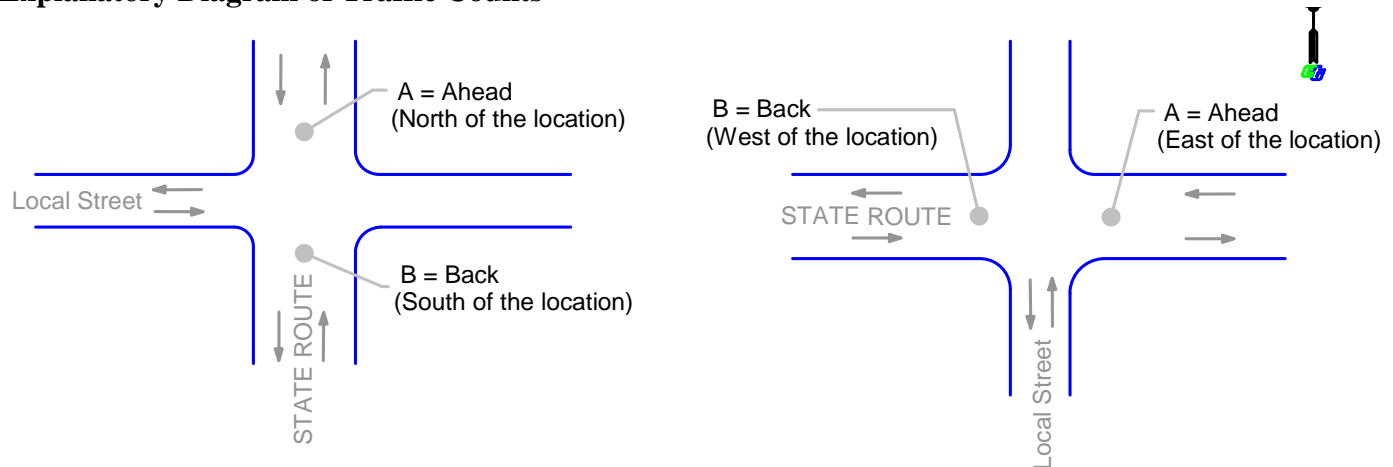 Explanatory Diagram of Traffic Counts
A = Ahead
(North of the location)
Local Street
B = Back
(South of the location)
STATE ROUTE
B = Back
(West of the location)
A = Ahead
(East of the location)
STATE ROUTE
Local Street